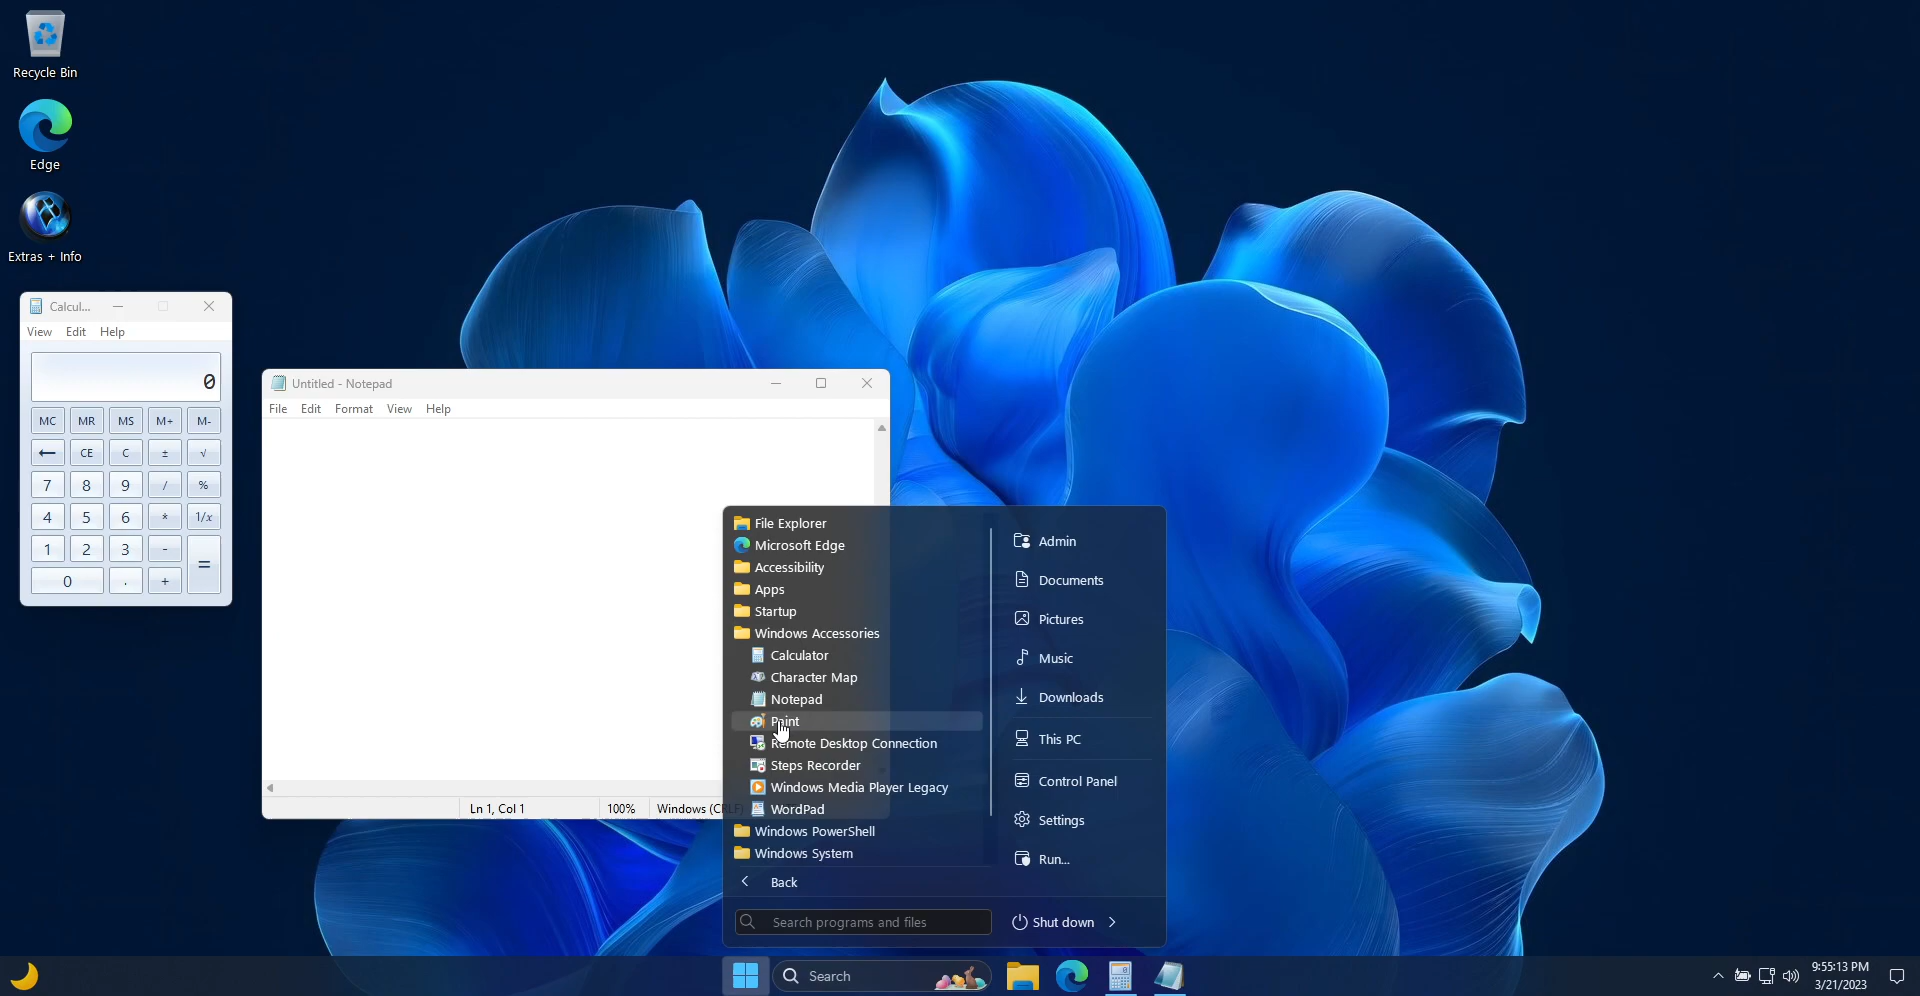 Recycle Bin
Edge
Extras + Info
Calcul...
View Edit Help
0
MC MR MS M+ M-
← CE C ± √
7 8 9 / %
4 5 6 * 1/x
1 2 3 - =
0 . +
Untitled - Notepad
File Edit Format View Help
Ln 1, Col 1 100% Windows (CRLF)
File Explorer
Microsoft Edge
Accessibility
Apps
Startup
Windows Accessories
Calculator
Character Map
Notepad
Paint
Remote Desktop Connection
Steps Recorder
Windows Media Player Legacy
WordPad
Windows PowerShell
Windows System
Back
Search programs and files
Admin
Documents
Pictures
Music
Downloads
This PC
Control Panel
Settings
Run...
Shut down
Search
9:55:13 PM
3/21/2023